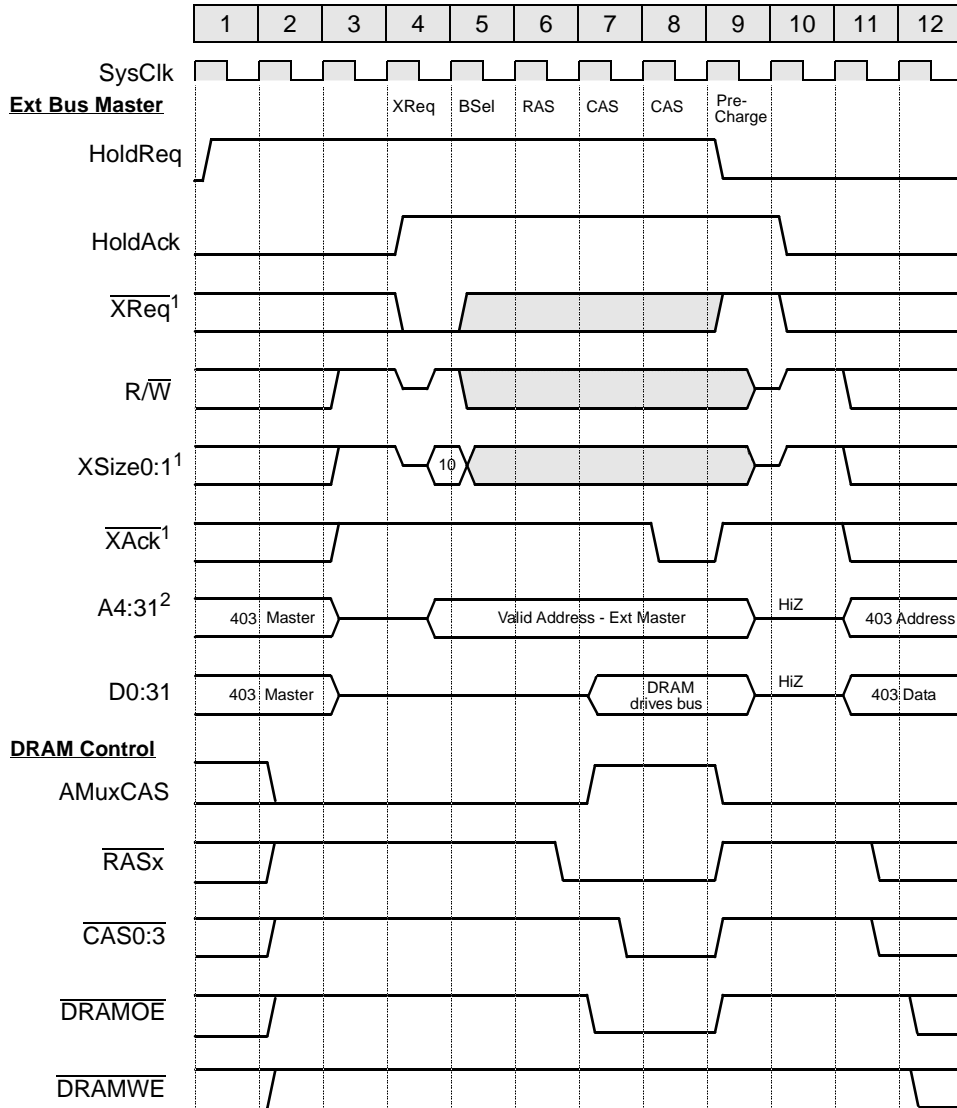 1 2 3 4 5 6 7 8 9 10 11 12
SysClk
Ext Bus Master
XReq BSel RAS CAS CAS Pre-
Charge
HoldReq
HoldAck
XReq1
R/W
XSize0:11
10
XAck1
A4:312
403 Master
Valid Address - Ext Master
HiZ
403 Address
D0:31
403 Master
DRAM
drives bus
HiZ
403 Data
DRAM Control
AMuxCAS
RASx
CAS0:3
DRAMOE
DRAMWE